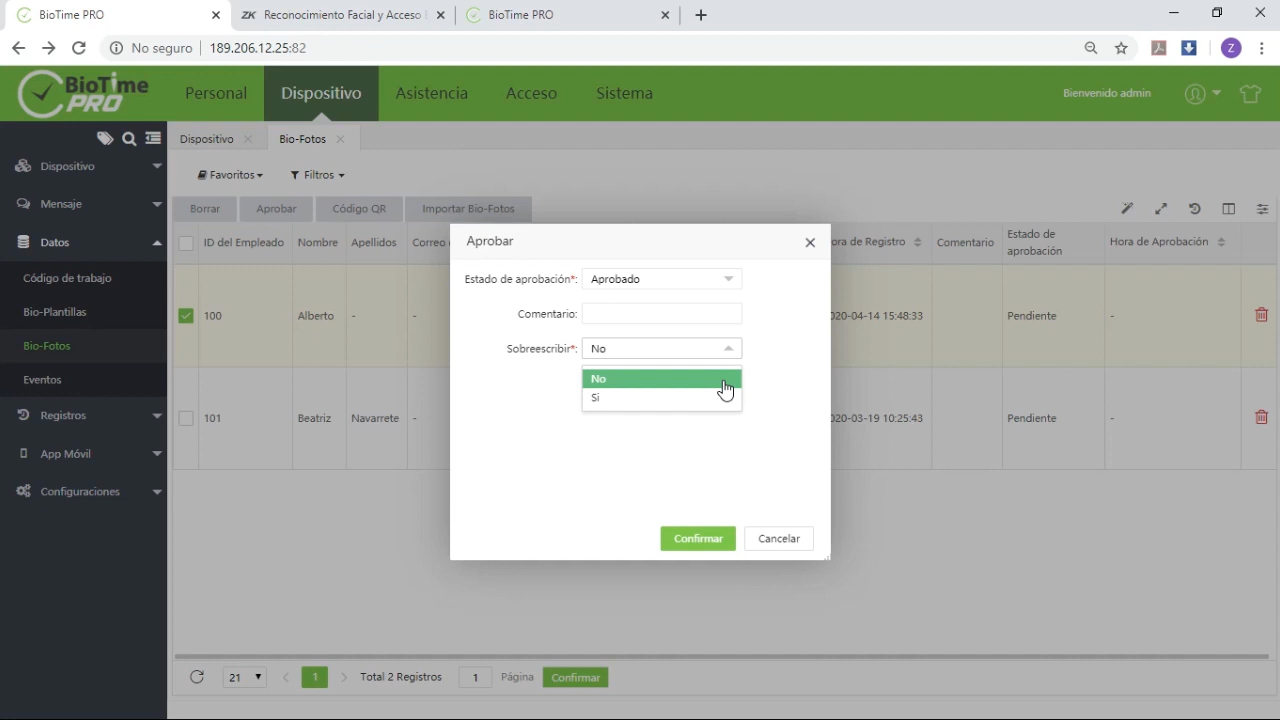 BioTime PRO
ZK Reconocimiento Facial y Acceso
BioTime PRO
No seguro
189.206.12.25:82
Z
BioTime
PRO
Personal
Dispositivo
Asistencia
Acceso
Sistema
Bienvenido admin
Dispositivo
Mensaje
Datos
Código de trabajo
Bio-Plantillas
Bio-Fotos
Eventos
Registros
App Móvil
Configuraciones
Dispositivo
Bio-Fotos
Favoritos
Filtros
Borrar
Aprobar
Código QR
Importar Bio-Fotos
ID del Empleado
Nombre
Apellidos
Correo
ora de Registro
Comentario
Estado de
aprobación
Hora de Aprobación
100
Alberto
-
-
020-04-14 15:48:33
Pendiente
-
101
Beatriz
Navarrete
-
020-03-19 10:25:43
Pendiente
-
Aprobar
Estado de aprobación*:
Aprobado
Comentario:
Sobreescribir*:
No
No
Si
Confirmar
Cancelar
21
1
Total 2 Registros
1
Página
Confirmar